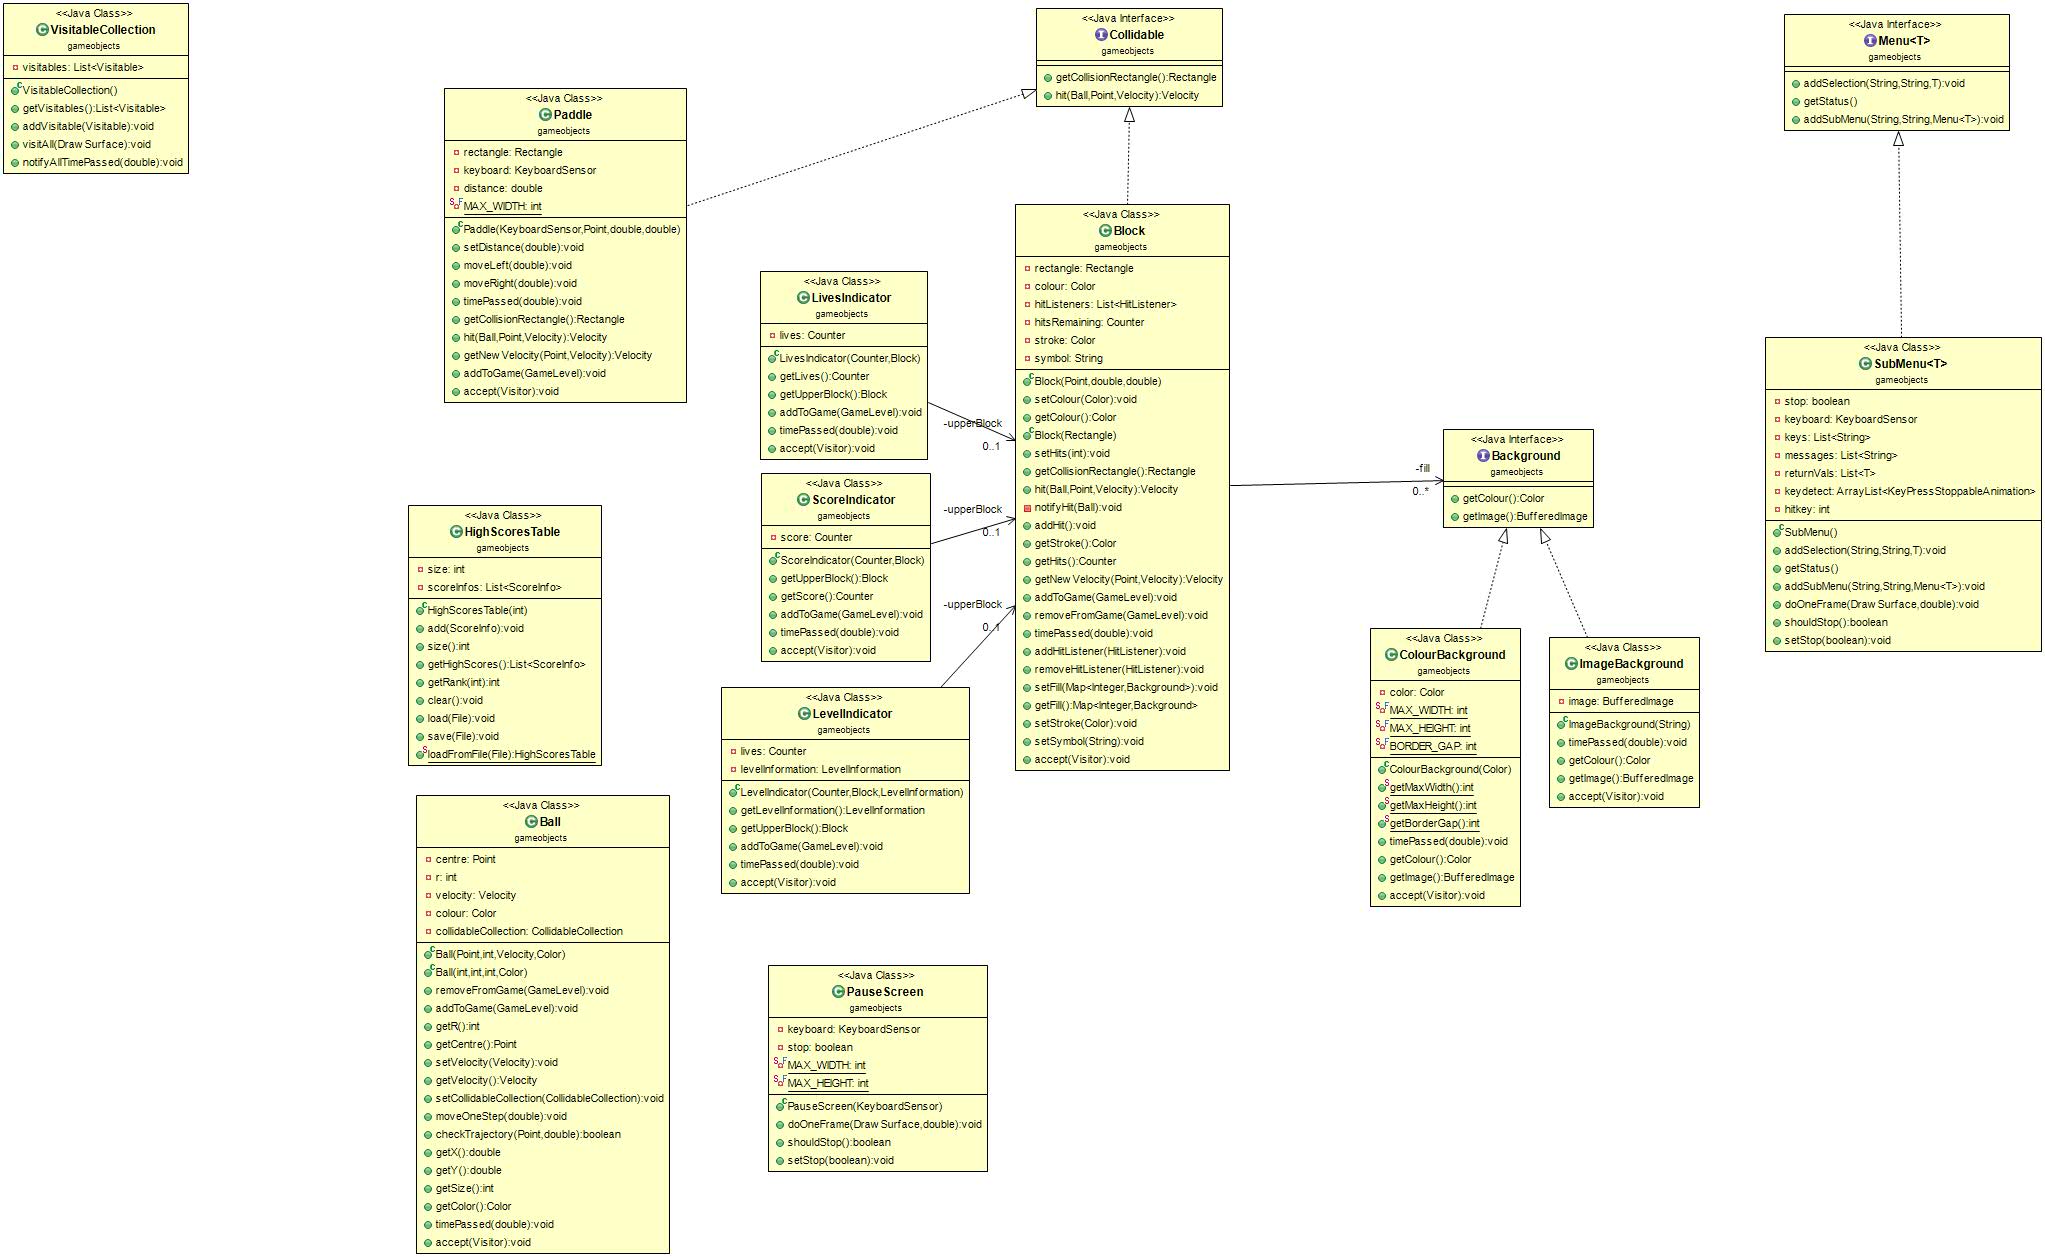 <<Java Class>>
VisitableCollection
gameobjects
visitables: List<Visitable>
VisitableCollection()
getVisitables():List<Visitable>
addVisitable(Visitable):void
visitAll(DrawSurface):void
notifyAllTimePassed(double):void
<<Java Class>>
Paddle
gameobjects
rectangle: Rectangle
keyboard: KeyboardSensor
distance: double
MAX_WIDTH: int
Paddle(KeyboardSensor,Point,double,double)
setDistance(double):void
moveLeft(double):void
moveRight(double):void
timePassed(double):void
getCollisionRectangle():Rectangle
hit(Ball,Point,Velocity):Velocity
getNewVelocity(Point,Velocity):Velocity
addToGame(GameLevel):void
accept(Visitor):void
<<Java Interface>>
Collidable
gameobjects
getCollisionRectangle():Rectangle
hit(Ball,Point,Velocity):Velocity
<<Java Interface>>
Menu<T>
gameobjects
addSelection(String,String,T):void
getStatus()
addSubMenu(String,String,Menu<T>):void
<<Java Class>>
LivesIndicator
gameobjects
lives: Counter
LivesIndicator(Counter,Block)
getLives():Counter
getUpperBlock():Block
addToGame(GameLevel):void
timePassed(double):void
accept(Visitor):void
-upperBlock
0..1
<<Java Class>>
ScoreIndicator
gameobjects
score: Counter
ScoreIndicator(Counter,Block)
getUpperBlock():Block
getScore():Counter
addToGame(GameLevel):void
timePassed(double):void
accept(Visitor):void
-upperBlock
0..1
<<Java Class>>
LevelIndicator
gameobjects
lives: Counter
levelInformation: LevelInformation
LevelIndicator(Counter,Block,LevelInformation)
getLevelInformation():LevelInformation
getUpperBlock():Block
addToGame(GameLevel):void
timePassed(double):void
accept(Visitor):void
-upperBlock
0..1
<<Java Class>>
Block
gameobjects
rectangle: Rectangle
colour: Color
hitListeners: List<HitListener>
hitsRemaining: Counter
stroke: Color
symbol: String
Block(Point,double,double)
setColour(Color):void
getColour():Color
Block(Rectangle)
setHits(int):void
getCollisionRectangle():Rectangle
hit(Ball,Point,Velocity):Velocity
notifyHit(Ball):void
addHit():void
getStroke():Color
getHits():Counter
getNewVelocity(Point,Velocity):Velocity
addToGame(GameLevel):void
removeFromGame(GameLevel):void
timePassed(double):void
addHitListener(HitListener):void
removeHitListener(HitListener):void
setFill(Map<Integer,Background>):void
getFill():Map<Integer,Background>
setStroke(Color):void
setSymbol(String):void
accept(Visitor):void
-fill
0..*
<<Java Interface>>
Background
gameobjects
getColour():Color
getImage():BufferedImage
<<Java Class>>
SubMenu<T>
gameobjects
stop: boolean
keyboard: KeyboardSensor
keys: List<String>
messages: List<String>
returnVals: List<T>
keydetect: ArrayList<KeyPressStoppableAnimation>
hitkey: int
SubMenu()
addSelection(String,String,T):void
getStatus()
addSubMenu(String,String,Menu<T>):void
doOneFrame(DrawSurface,double):void
shouldStop():boolean
setStop(boolean):void
<<Java Class>>
ColourBackground
gameobjects
color: Color
MAX_WIDTH: int
MAX_HEIGHT: int
BORDER_GAP: int
ColourBackground(Color)
getMaxWidth():int
getMaxHeight():int
getBorderGap():int
timePassed(double):void
getColour():Color
getImage():BufferedImage
accept(Visitor):void
<<Java Class>>
ImageBackground
gameobjects
image: BufferedImage
ImageBackground(String)
timePassed(double):void
getColour():Color
getImage():BufferedImage
accept(Visitor):void
<<Java Class>>
HighScoresTable
gameobjects
size: int
scoreInfos: List<ScoreInfo>
HighScoresTable(int)
add(ScoreInfo):void
size():int
getHighScores():List<ScoreInfo>
getRank(int):int
clear():void
load(File):void
save(File):void
loadFromFile(File):HighScoresTable
<<Java Class>>
Ball
gameobjects
centre: Point
r: int
velocity: Velocity
colour: Color
collidableCollection: CollidableCollection
Ball(Point,int,Velocity,Color)
Ball(int,int,int,Color)
removeFromGame(GameLevel):void
addToGame(GameLevel):void
getR():int
getCentre():Point
setVelocity(Velocity):void
getVelocity():Velocity
setCollidableCollection(CollidableCollection):void
moveOneStep(double):void
checkTrajectory(Point,double):boolean
getX():double
getY():double
getSize():int
getColor():Color
timePassed(double):void
accept(Visitor):void
<<Java Class>>
PauseScreen
gameobjects
keyboard: KeyboardSensor
stop: boolean
MAX_WIDTH: int
MAX_HEIGHT: int
PauseScreen(KeyboardSensor)
doOneFrame(DrawSurface,double):void
shouldStop():boolean
setStop(boolean):void